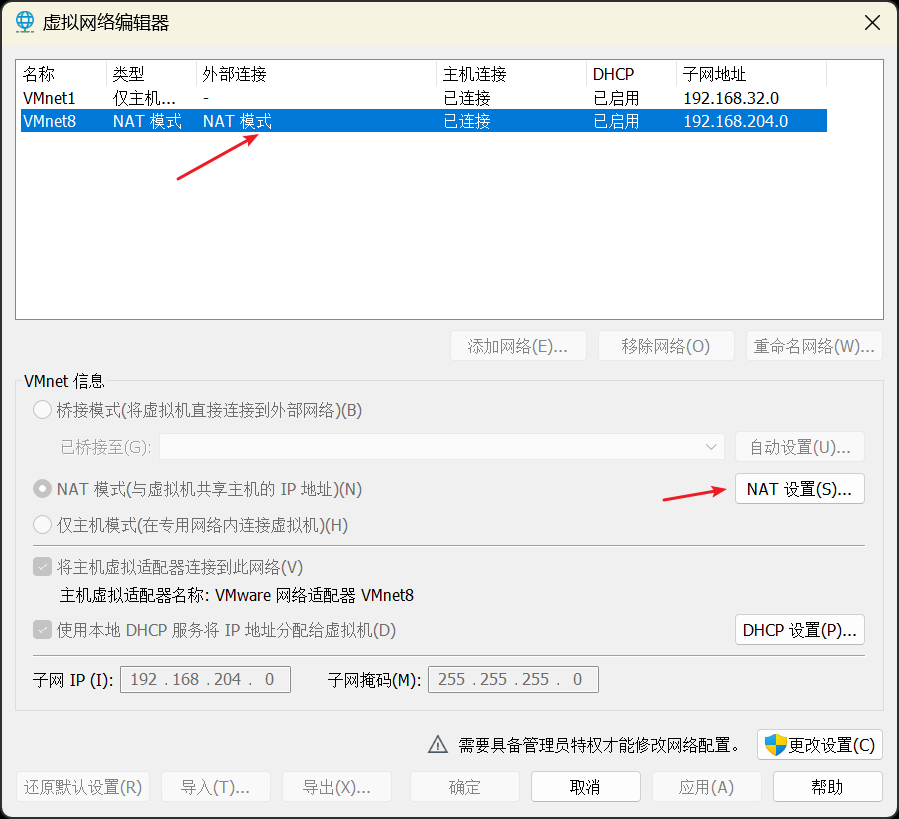 虚拟网络编辑器
名称 类型 外部连接 主机连接 DHCP 子网地址
VMnet1 仅主机... - 已连接 已启用 192.168.32.0
VMnet8 NAT 模式 NAT 模式 已连接 已启用 192.168.204.0
添加网络(E)... 移除网络(O) 重命名网络(W)...
VMnet 信息
桥接模式(将虚拟机直接连接到外部网络)(B)
已桥接至(G): 自动设置(U)...
NAT 模式(与虚拟机共享主机的 IP 地址)(N) NAT 设置(S)...
仅主机模式(在专用网络内连接虚拟机)(H)
将主机虚拟适配器连接到此网络(V)
主机虚拟适配器名称: VMware 网络适配器 VMnet8
使用本地 DHCP 服务将 IP 地址分配给虚拟机(D) DHCP 设置(P)...
子网 IP (I): 192 . 168 . 204 . 0 子网掩码(M): 255 . 255 . 255 . 0
需要具备管理员特权才能修改网络配置。 更改设置(C)
还原默认设置(R) 导入(T)... 导出(X)... 确定 取消 应用(A) 帮助